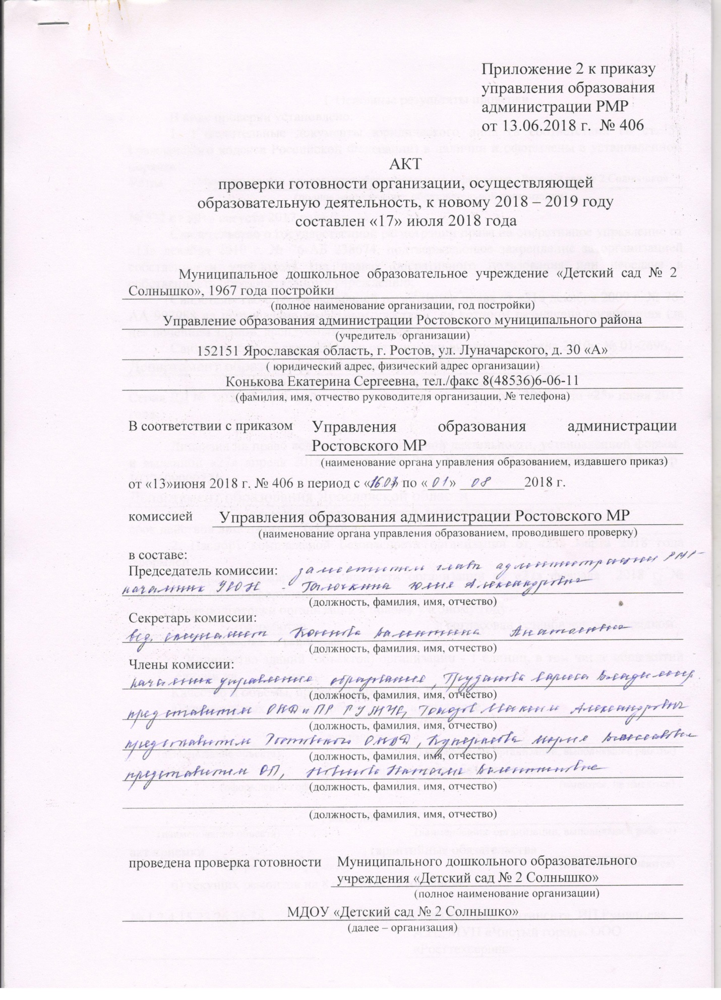 Приложение 2 к приказу
управления образования
администрации РМР
от 13.06.2018 г. № 406
АКТ
проверки готовности организации, осуществляющей
образовательную деятельность, к новому 2018 – 2019 году
составлен «17» июля 2018 года
Муниципальное дошкольное образовательное учреждение «Детский сад № 2
Солнышко», 1967 года постройки
(полное наименование организации, год постройки)
Управление образования администрации Ростовского муниципального района
(учредитель организации)
152151 Ярославская область, г. Ростов, ул. Луначарского, д. 30 «А»
( юридический адрес, физический адрес организации)
Конькова Екатерина Сергеевна, тел./факс 8(48536)6-06-11
(фамилия, имя, отчество руководителя организации, № телефона)
В соответствии с приказом Управления образования администрации
Ростовского МР
(наименование органа управления образованием, издавшего приказ)
от «13»июня 2018 г. № 406 в период с «16.07» по «01» 08 2018 г.
комиссией Управления образования администрации Ростовского МР
(наименование органа управления образованием, проводившего проверку)
в составе:
Председатель комиссии: заместитель главы администрации РМР-
начальник - Галочкина Юлия Александровна
(должность, фамилия, имя, отчество)
Секретарь комиссии:
вед. специалист, Валентина Анатольевна
(должность, фамилия, имя, отчество)
Члены комиссии:
начальник управления образования, Лариса Владимир.
(должность, фамилия, имя, отчество)
представитель ОНД и ПР ГУ МЧС, Максим Александрович
(должность, фамилия, имя, отчество)
представитель Ростовского ОМВД, Мария
(должность, фамилия, имя, отчество)
представитель ОП, Наталья Валентиновна
(должность, фамилия, имя, отчество)
(должность, фамилия, имя, отчество)
проведена проверка готовности Муниципального дошкольного образовательного
учреждения «Детский сад № 2 Солнышко»
(полное наименование организации)
МДОУ «Детский сад № 2 Солнышко»
(далее – организация)